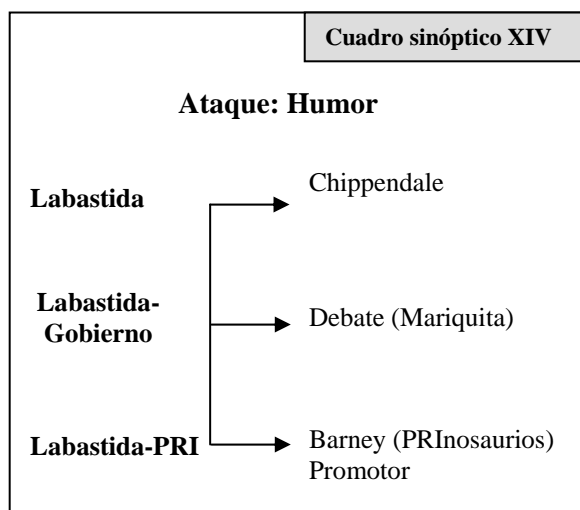 Cuadro sinóptico XIV
Ataque: Humor
Labastida
Chippendale
Labastida-
Gobierno
Debate (Mariquita)
Labastida-PRI
Barney (PRInosaurios)
Promotor